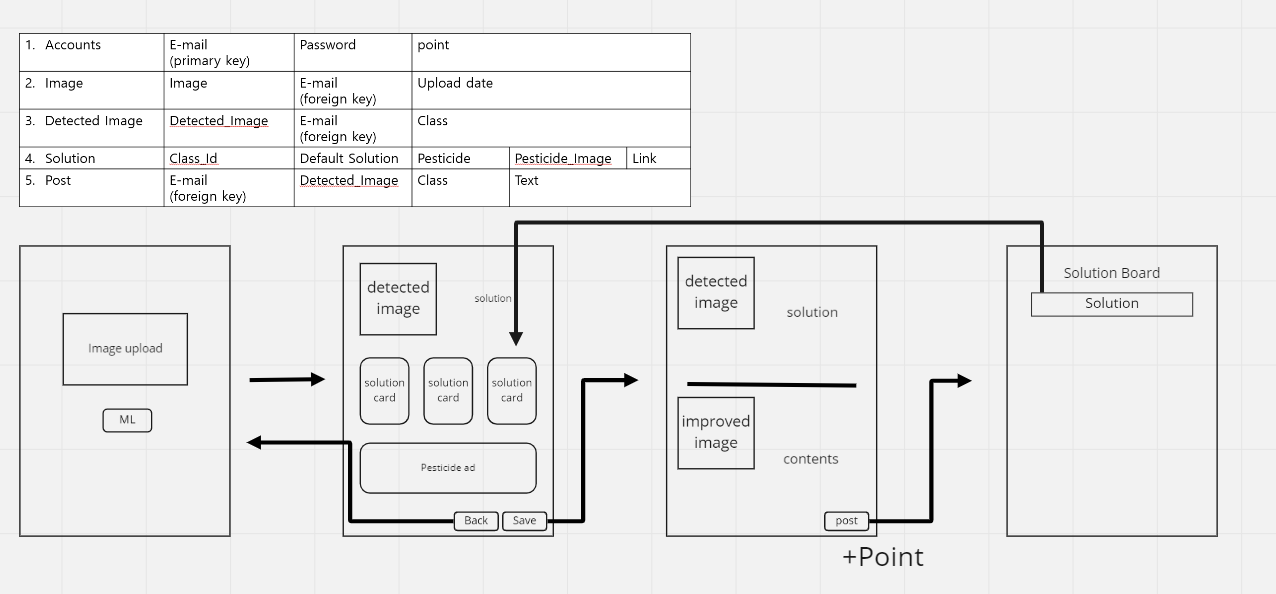 1. Accounts
E-mail
(primary key)
Password
point
2. Image
Image
E-mail
(foreign key)
Upload date
3. Detected Image
Detected_Image
E-mail
(foreign key)
Class
4. Solution
Class_Id
Default Solution
Pesticide
Pesticide_Image
Link
5. Post
E-mail
(foreign key)
Detected_Image
Class
Text
Image upload
ML
detected
image
solution
solution
card
solution
card
solution
card
Pesticide ad
Back
Save
detected
image
solution
improved
image
contents
post
+Point
Solution Board
Solution